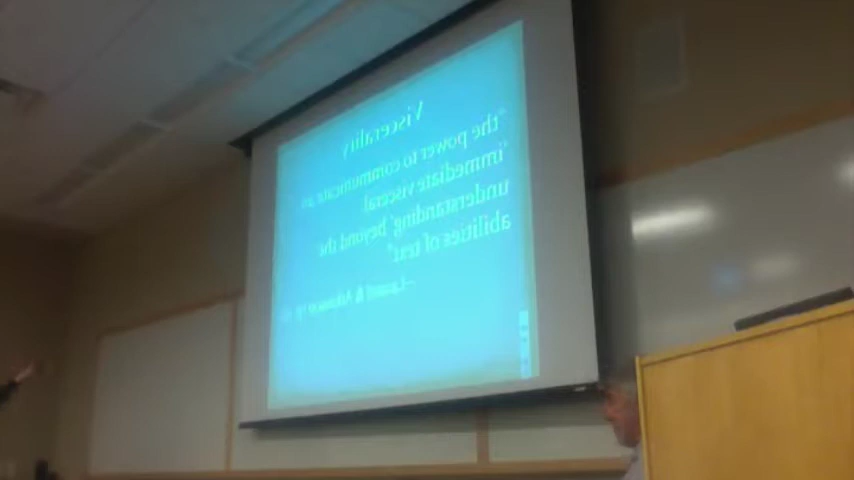 Viscerality
"the power to communicate an
'immediate visceral
understanding' beyond the
abilities of text"